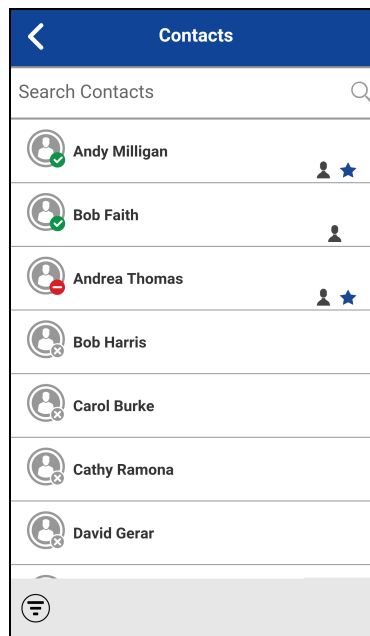 Contacts
Search Contacts
Andy Milligan
Bob Faith
Andrea Thomas
Bob Harris
Carol Burke
Cathy Ramona
David Gerar